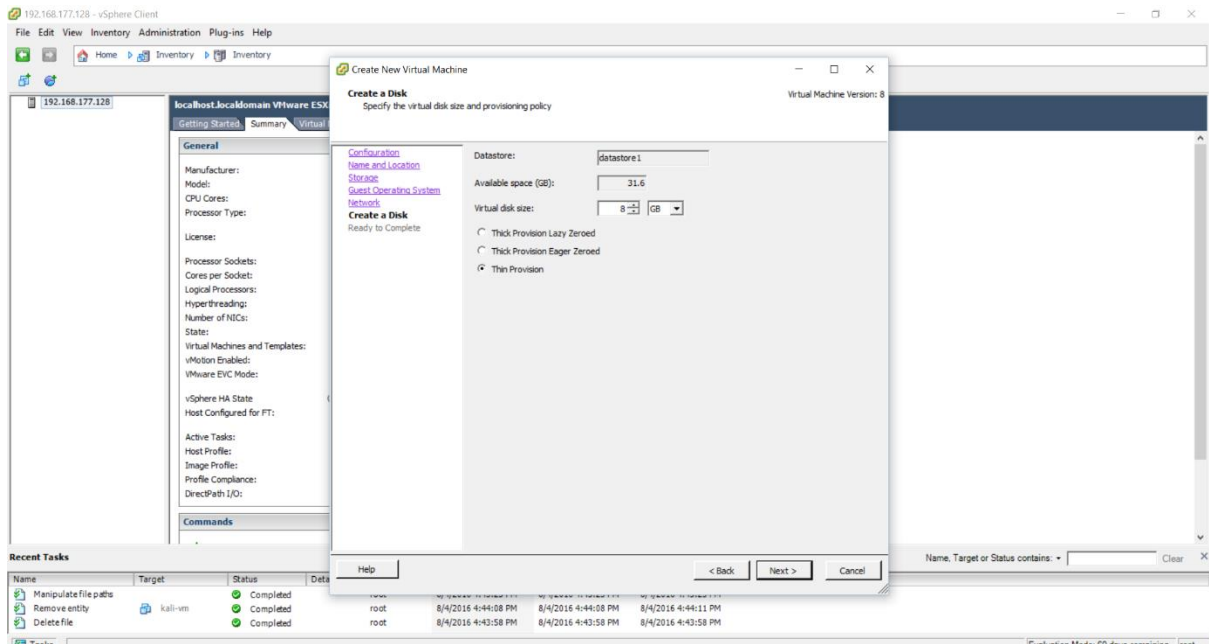 192.168.177.128 - vSphere Client
File Edit View Inventory Administration Plug-ins Help
Home Inventory Inventory
192.168.177.128
localhost.localdomain VMware ESX
Getting Started Summary Virtual
General
Manufacturer:
Model:
CPU Cores:
Processor Type:
License:
Processor Sockets:
Cores per Socket:
Logical Processors:
Hyperthreading:
Number of NICs:
State:
Virtual Machines and Templates:
vMotion Enabled:
VMware EVC Mode:
vSphere HA State
Host Configured for FT:
Active Tasks:
Host Profile:
Image Profile:
Profile Compliance:
DirectPath I/O:
Commands
Create New Virtual Machine
Create a Disk
Specify the virtual disk size and provisioning policy
Virtual Machine Version: 8
Configuration
Name and Location
Storage
Guest Operating System
Network
Create a Disk
Ready to Complete
Datastore: datastore1
Available space (GB): 31.6
Virtual disk size: 8 GB
Thick Provision Lazy Zeroed
Thick Provision Eager Zeroed
Thin Provision
Help < Back Next > Cancel
Recent Tasks
Name, Target or Status contains: Clear
Name Target Status Deta
Manipulate file paths Completed
Remove entity kali-vm Completed root 8/4/2016 4:44:08 PM 8/4/2016 4:44:08 PM 8/4/2016 4:44:11 PM
Delete file Completed root 8/4/2016 4:43:58 PM 8/4/2016 4:43:58 PM 8/4/2016 4:43:58 PM
Tasks Evaluation Mode: 60 days remaining root